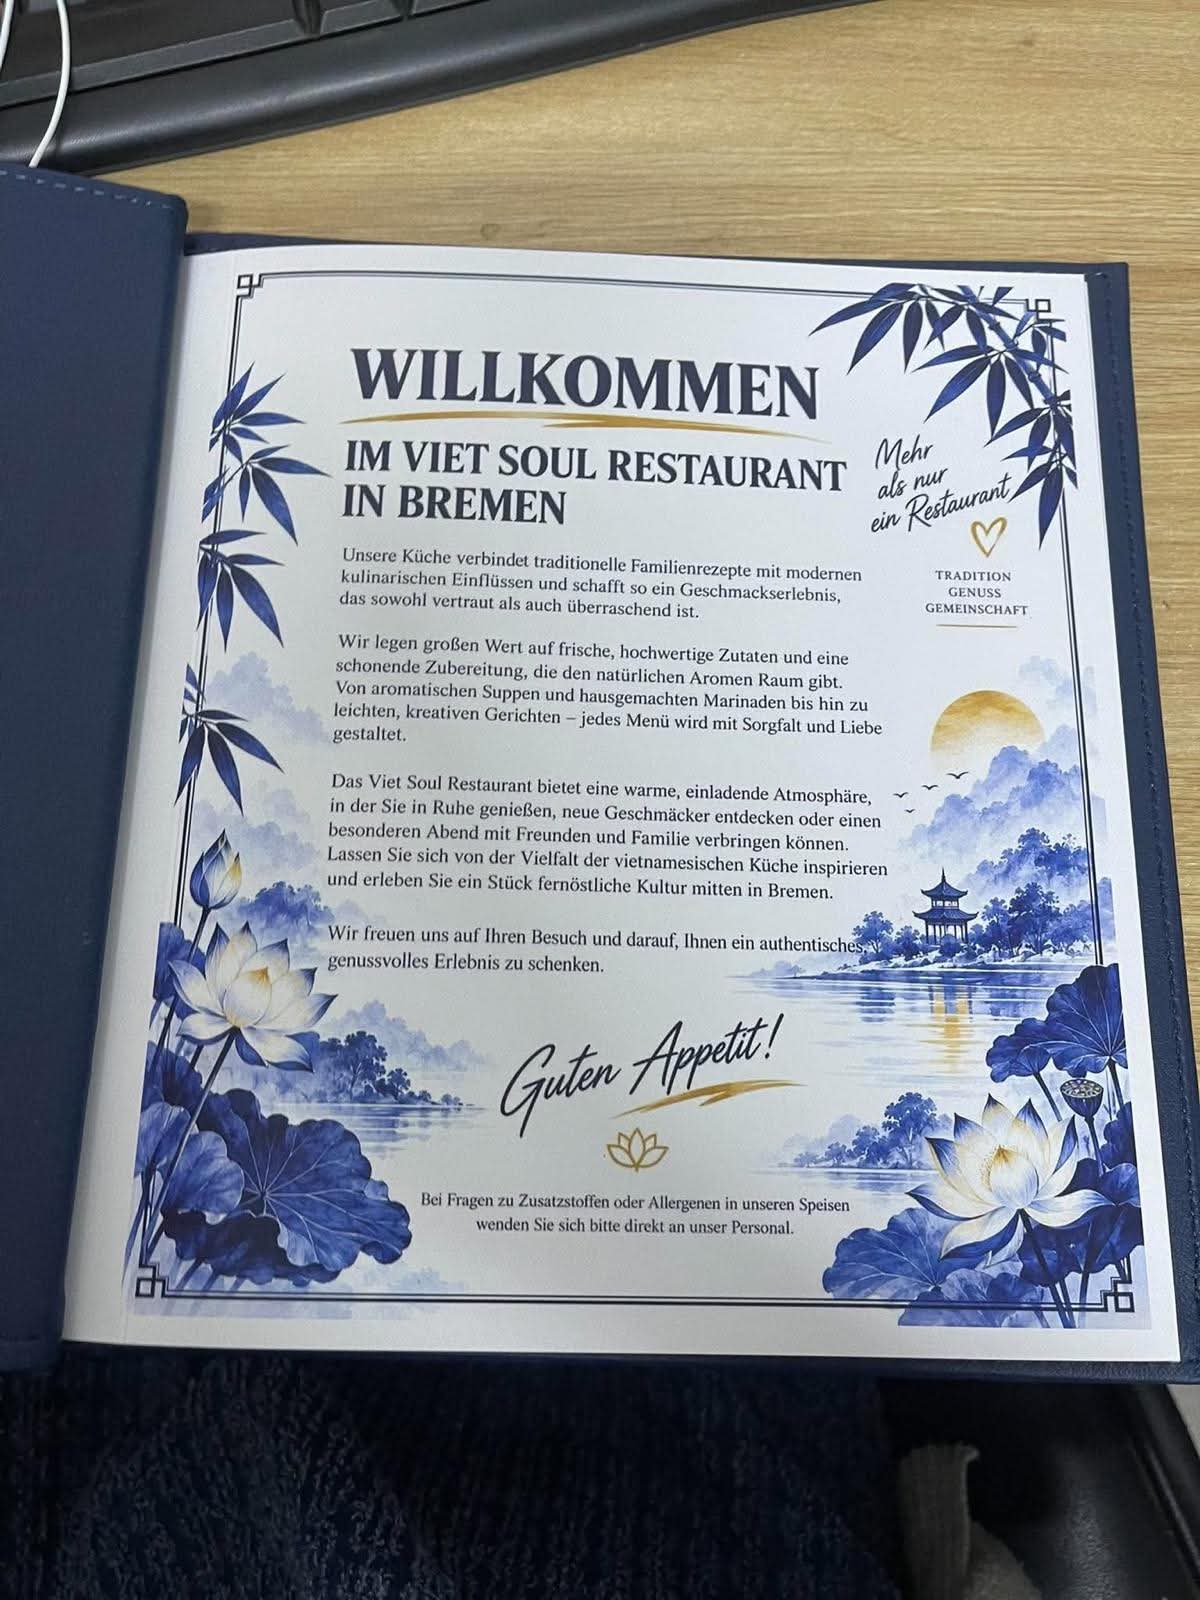 WILLKOMMEN
IM VIET SOUL RESTAURANT
IN BREMEN
Mehr
als nur
ein Restaurant
TRADITION
GENUSS
GEMEINSCHAFT
Unsere Küche verbindet traditionelle Familienrezepte mit modernen
kulinarischen Einflüssen und schafft so ein Geschmackserlebnis,
das sowohl vertraut als auch überraschend ist.
Wir legen großen Wert auf frische, hochwertige Zutaten und eine
schonende Zubereitung, die den natürlichen Aromen Raum gibt.
Von aromatischen Suppen und hausgemachten Marinaden bis hin zu
leichten, kreativen Gerichten – jedes Menü wird mit Sorgfalt und Liebe
gestaltet.
Das Viet Soul Restaurant bietet eine warme, einladende Atmosphäre,
in der Sie in Ruhe genießen, neue Geschmäcker entdecken oder einen
besonderen Abend mit Freunden und Familie verbringen können.
Lassen Sie sich von der Vielfalt der vietnamesischen Küche inspirieren
und erleben Sie ein Stück fernöstliche Kultur mitten in Bremen.
Wir freuen uns auf Ihren Besuch und darauf, Ihnen ein authentisches,
genussvolles Erlebnis zu schenken.
Guten Appetit!
Bei Fragen zu Zusatzstoffen oder Allergenen in unseren Speisen
wenden Sie sich bitte direkt an unser Personal.